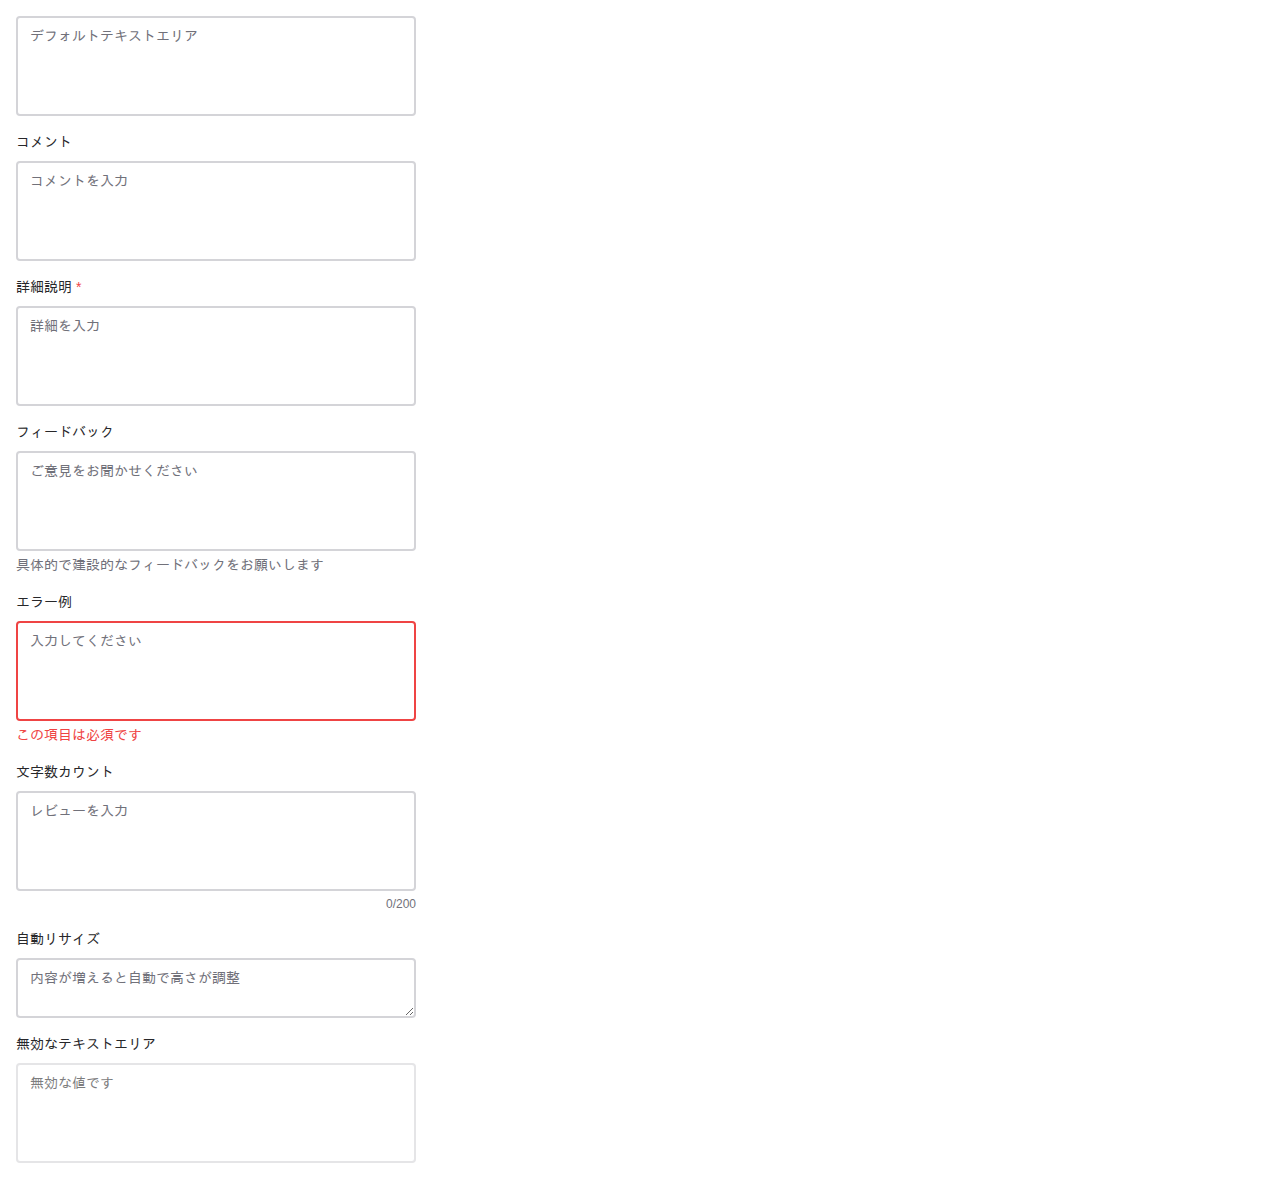 デフォルトテキストエリア
コメント
コメントを入力
詳細説明 *
詳細を入力
フィードバック
ご意見をお聞かせください
具体的で建設的なフィードバックをお願いします
エラー例
入力してください
この項目は必須です
文字数カウント
レビューを入力
0/200
自動リサイズ
内容が増えると自動で高さが調整
無効なテキストエリア
無効な値です